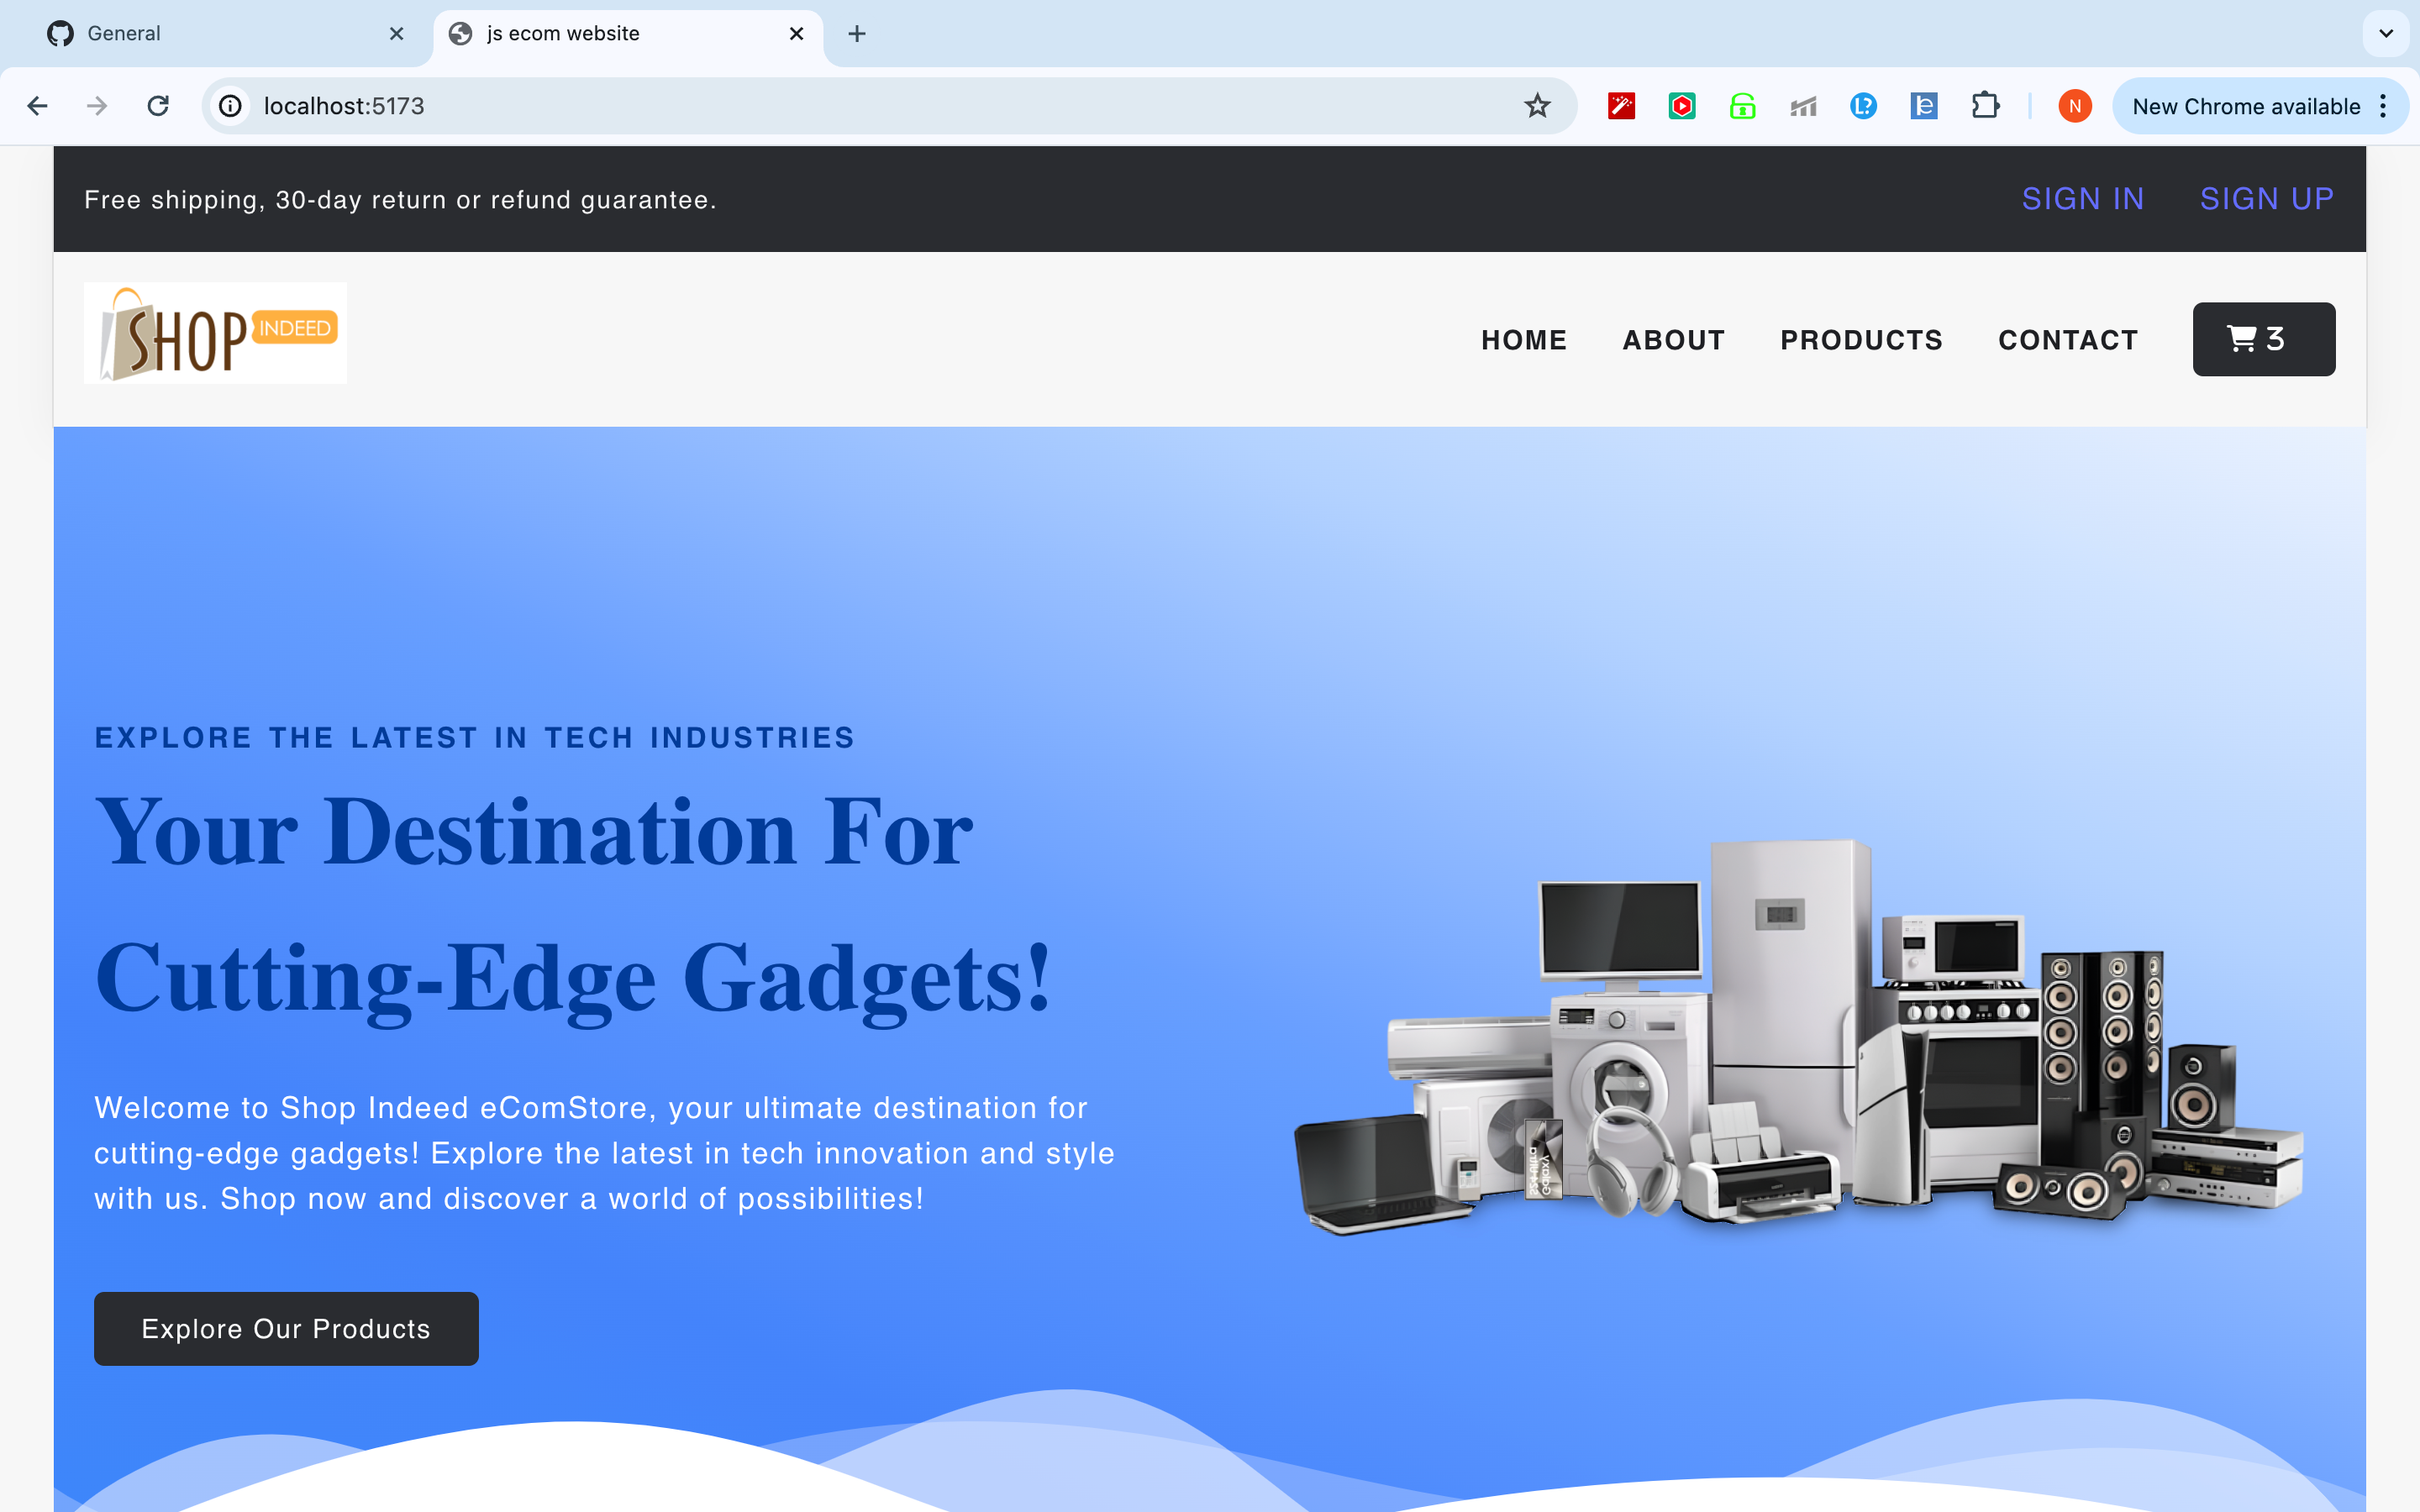 General
js ecom website
localhost:5173
N
New Chrome available
Free shipping, 30-day return or refund guarantee.
SIGN IN
SIGN UP
SHOP INDEED
HOME
ABOUT
PRODUCTS
CONTACT
3
EXPLORE THE LATEST IN TECH INDUSTRIES
Your Destination For
Cutting-Edge Gadgets!
Welcome to Shop Indeed eComStore, your ultimate destination for
cutting-edge gadgets! Explore the latest in tech innovation and style
with us. Shop now and discover a world of possibilities!
Galaxy
S24 Ultra
Explore Our Products